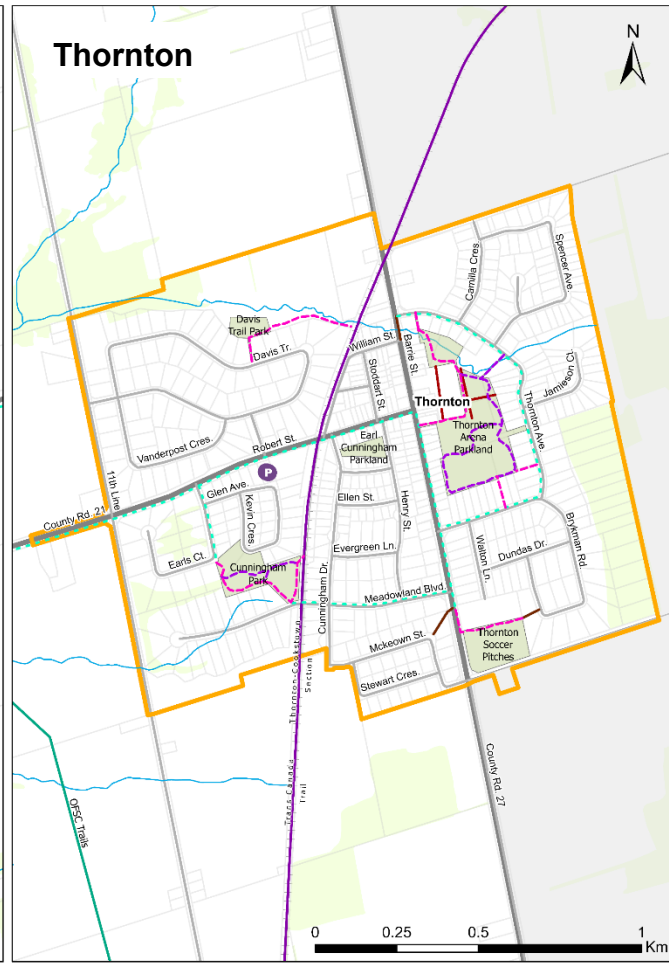 Thornton
N
Camilla Cres.
Spencer Ave.
Davis
Trail Park
William St.
Barrie St.
Davis Tr.
Stoddart St.
Jamieson Ct.
Thornton
Thornton Ave.
Vanderpost Cres.
Robert St.
Earl
Cunningham
Parkland
Thornton
Arena
Parkland
11th Line
P
Glen Ave.
County Rd. 21
Kevin Cres.
Ellen St.
Henry St.
Earls Ct.
Evergreen Ln.
Walton Ln.
Dundas Dr.
Brykman Rd.
Cunningham
Park
Cunningham Dr.
Meadowland Blvd.
Mckeown St.
Thornton
Soccer
Pitches
Stewart Cres.
Thornton-Cookstown
Section
Trans Canada
Trail
County Rd. 27
OFSC Trails
0 0.25 0.5 1
Km